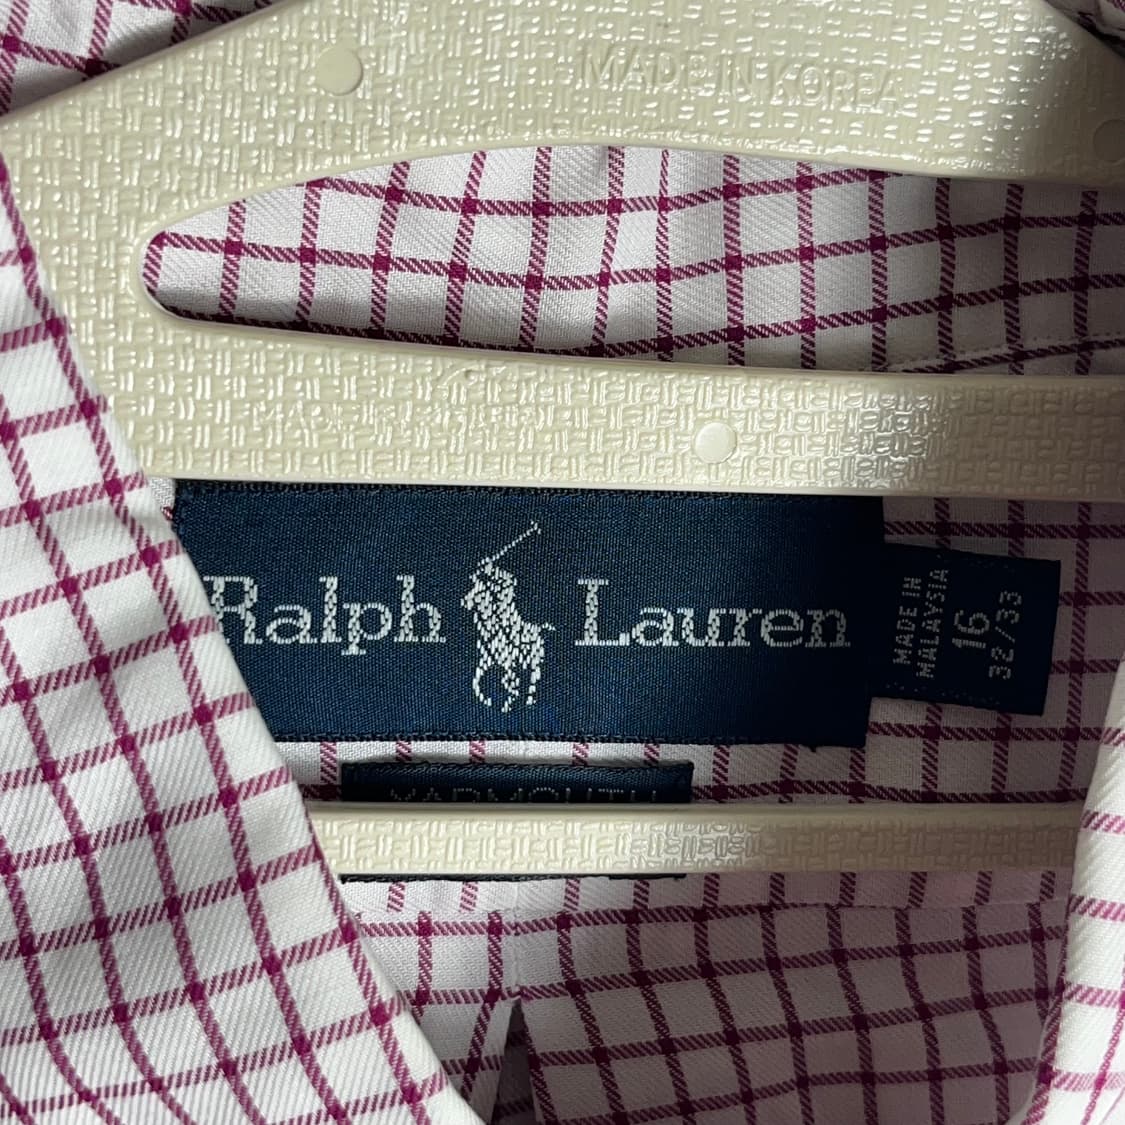 MADE IN KOREA
Ralph Lauren
MADE IN
MALAYSIA
16
32/33
YARMOUTH